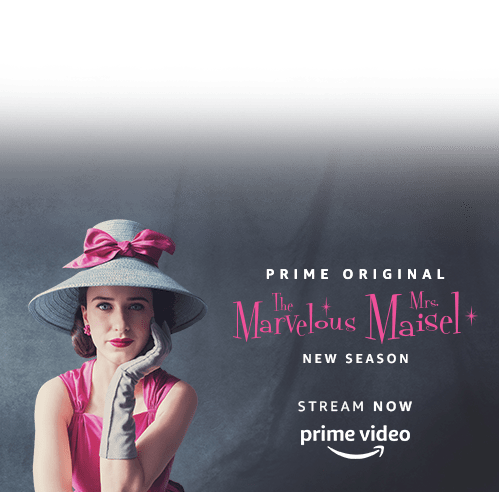 PRIME ORIGINAL
The Marvelous Mrs. Maisel
NEW SEASON
STREAM NOW
prime video